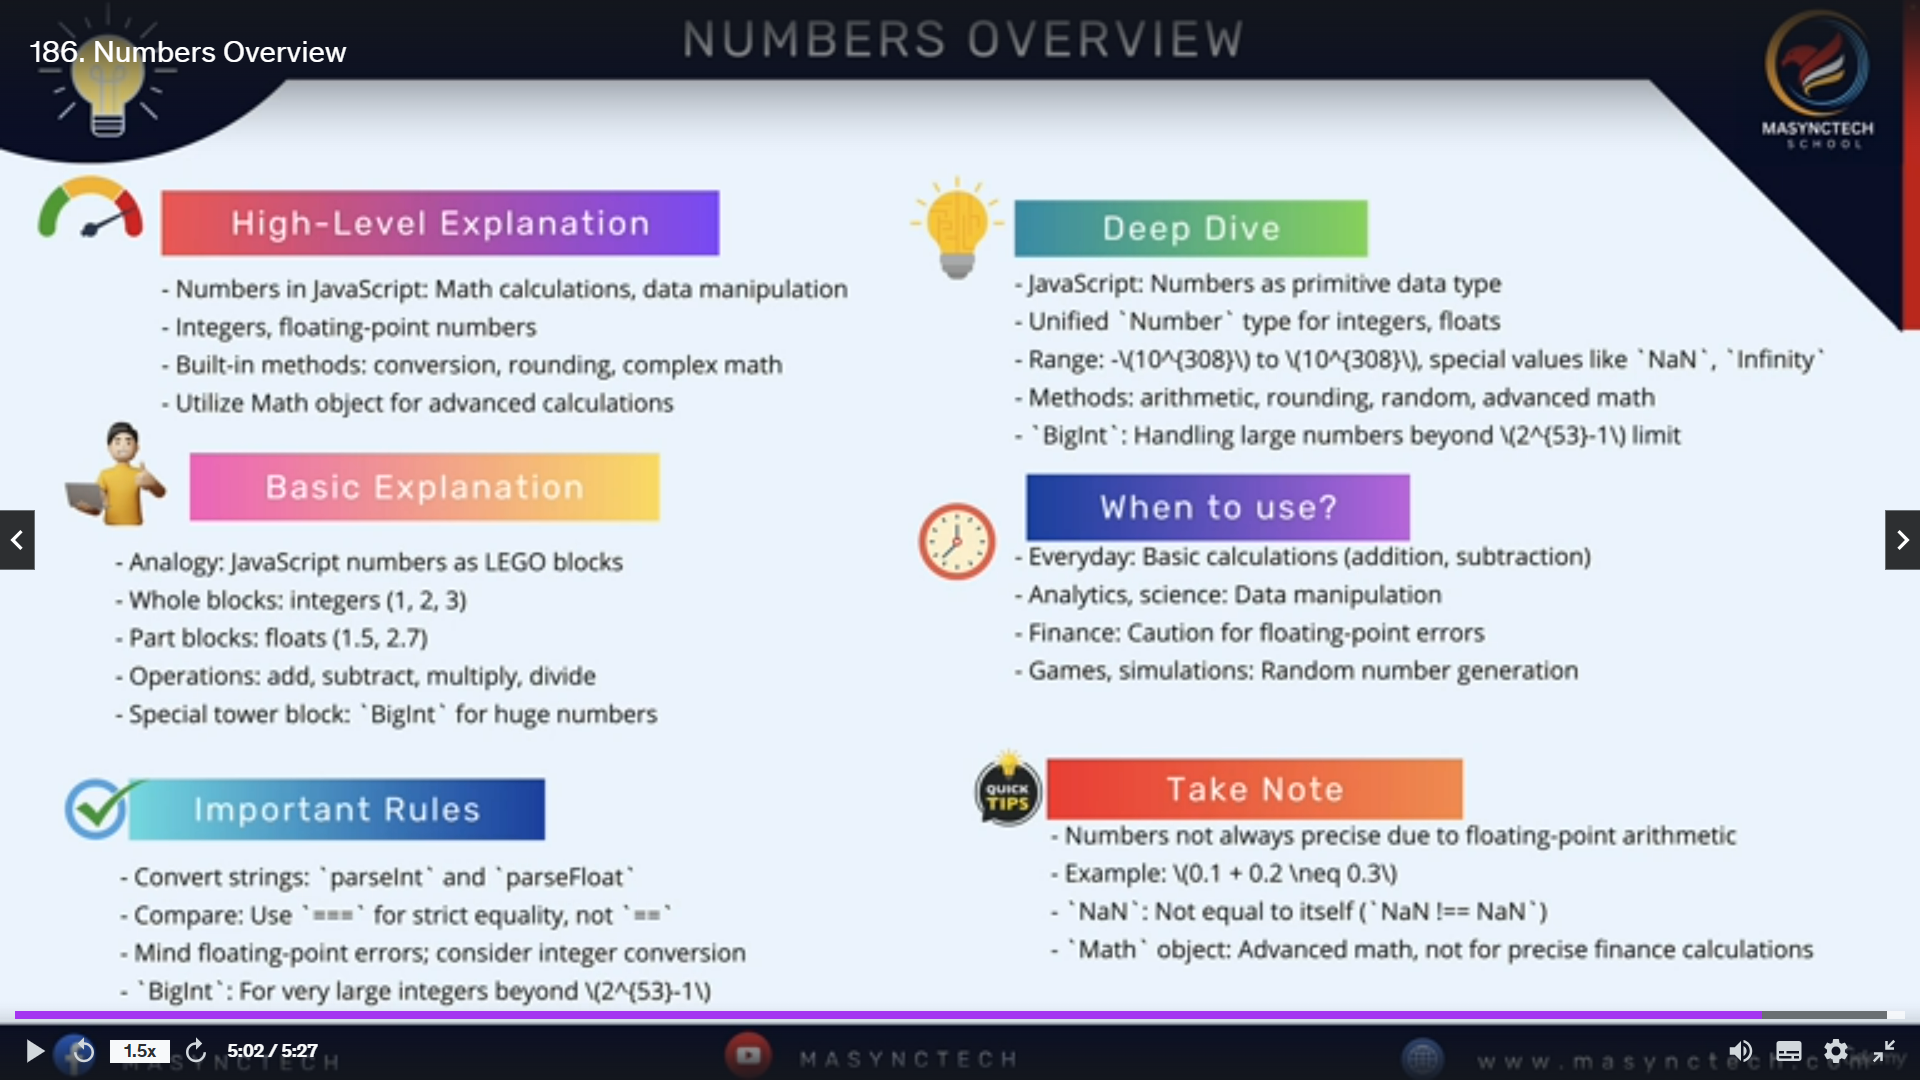 NUMBERS OVERVIEW
186. Numbers Overview
MASYNCTECH
SCHOOL
High-Level Explanation
- Numbers in JavaScript: Math calculations, data manipulation
- Integers, floating-point numbers
- Built-in methods: conversion, rounding, complex math
- Utilize Math object for advanced calculations
Basic Explanation
- Analogy: JavaScript numbers as LEGO blocks
- Whole blocks: integers (1, 2, 3)
- Part blocks: floats (1.5, 2.7)
- Operations: add, subtract, multiply, divide
- Special tower block: `BigInt` for huge numbers
Important Rules
- Convert strings: `parseInt` and `parseFloat`
- Compare: Use `===` for strict equality, not `==`
- Mind floating-point errors; consider integer conversion
- `BigInt`: For very large integers beyond \(2^{53}-1\)
Deep Dive
- JavaScript: Numbers as primitive data type
- Unified `Number` type for integers, floats
- Range: -\(10^{308}\) to \(10^{308}\), special values like `NaN`, `Infinity`
- Methods: arithmetic, rounding, random, advanced math
- `BigInt`: Handling large numbers beyond \(2^{53}-1\) limit
When to use?
- Everyday: Basic calculations (addition, subtraction)
- Analytics, science: Data manipulation
- Finance: Caution for floating-point errors
- Games, simulations: Random number generation
QUICK
TIPS
Take Note
- Numbers not always precise due to floating-point arithmetic
- Example: \(0.1 + 0.2 \neq 0.3\)
- `NaN`: Not equal to itself (`NaN !== NaN`)
- `Math` object: Advanced math, not for precise finance calculations
1.5x
5:02 / 5:27
MASYNCTECH
MASYNCTECH
www.masynctech.com